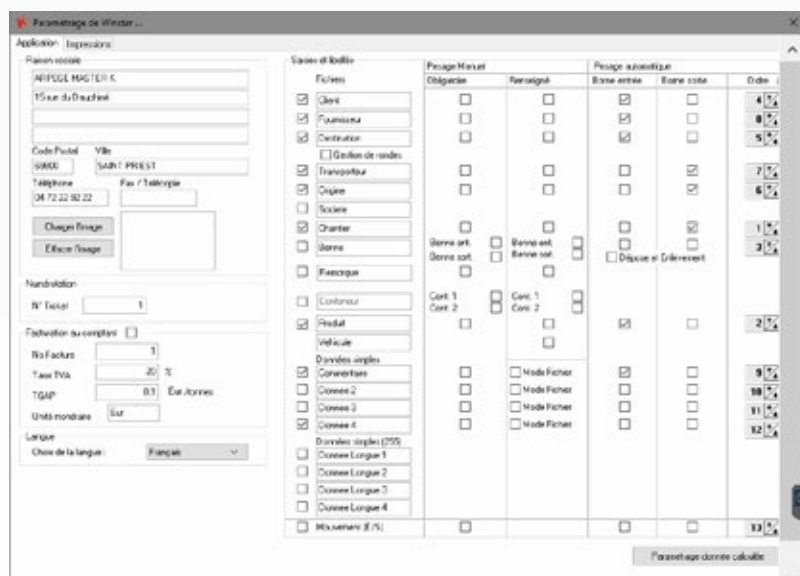 Paramétrage de Winstar ...
Application Impressions
Raison sociale
ARPEGE MASTER K
15 rue du Dauphiné
Code Postal Ville
69800 SAINT PRIEST
Téléphone Fax / Télécopie
04 72 22 92 22
Charger l'image
Effacer l'image
Numérotation
N° Ticket 1
Facturation au comptant
No Facture 1
Taxe TVA 20 %
TGAP 0.1 Eur /tonnes
Unité monétaire Eur
Langue
Choix de la langue : Français
Saisies et libellés
Fichiers
Pesage Manuel
Obligatoire Renseigné
Pesage automatique
Borne entrée Borne sortie Ordre
Client 4
Fournisseur 8
Destination 5
Gestion de rondes
Transporteur 7
Origine 6
Societe
Chantier 1
Benne Benne ent. Benne ent. 3
Benne sort. Benne sort. Dépose et Enlèvement
Remorque
Conteneur Cont. 1 Cont. 1
Cont. 2 Cont. 2
Produit 2
Véhicule
Données simples
Commentaire Mode Fichier 9
Donnee 2 Mode Fichier 10
Donnee 3 Mode Fichier 11
Donnee 4 Mode Fichier 12
Données simples (255)
Donnee Longue 1
Donnee Longue 2
Donnee Longue 3
Donnee Longue 4
Mouvement (E/S) 13
Paramétrage donnée calculée